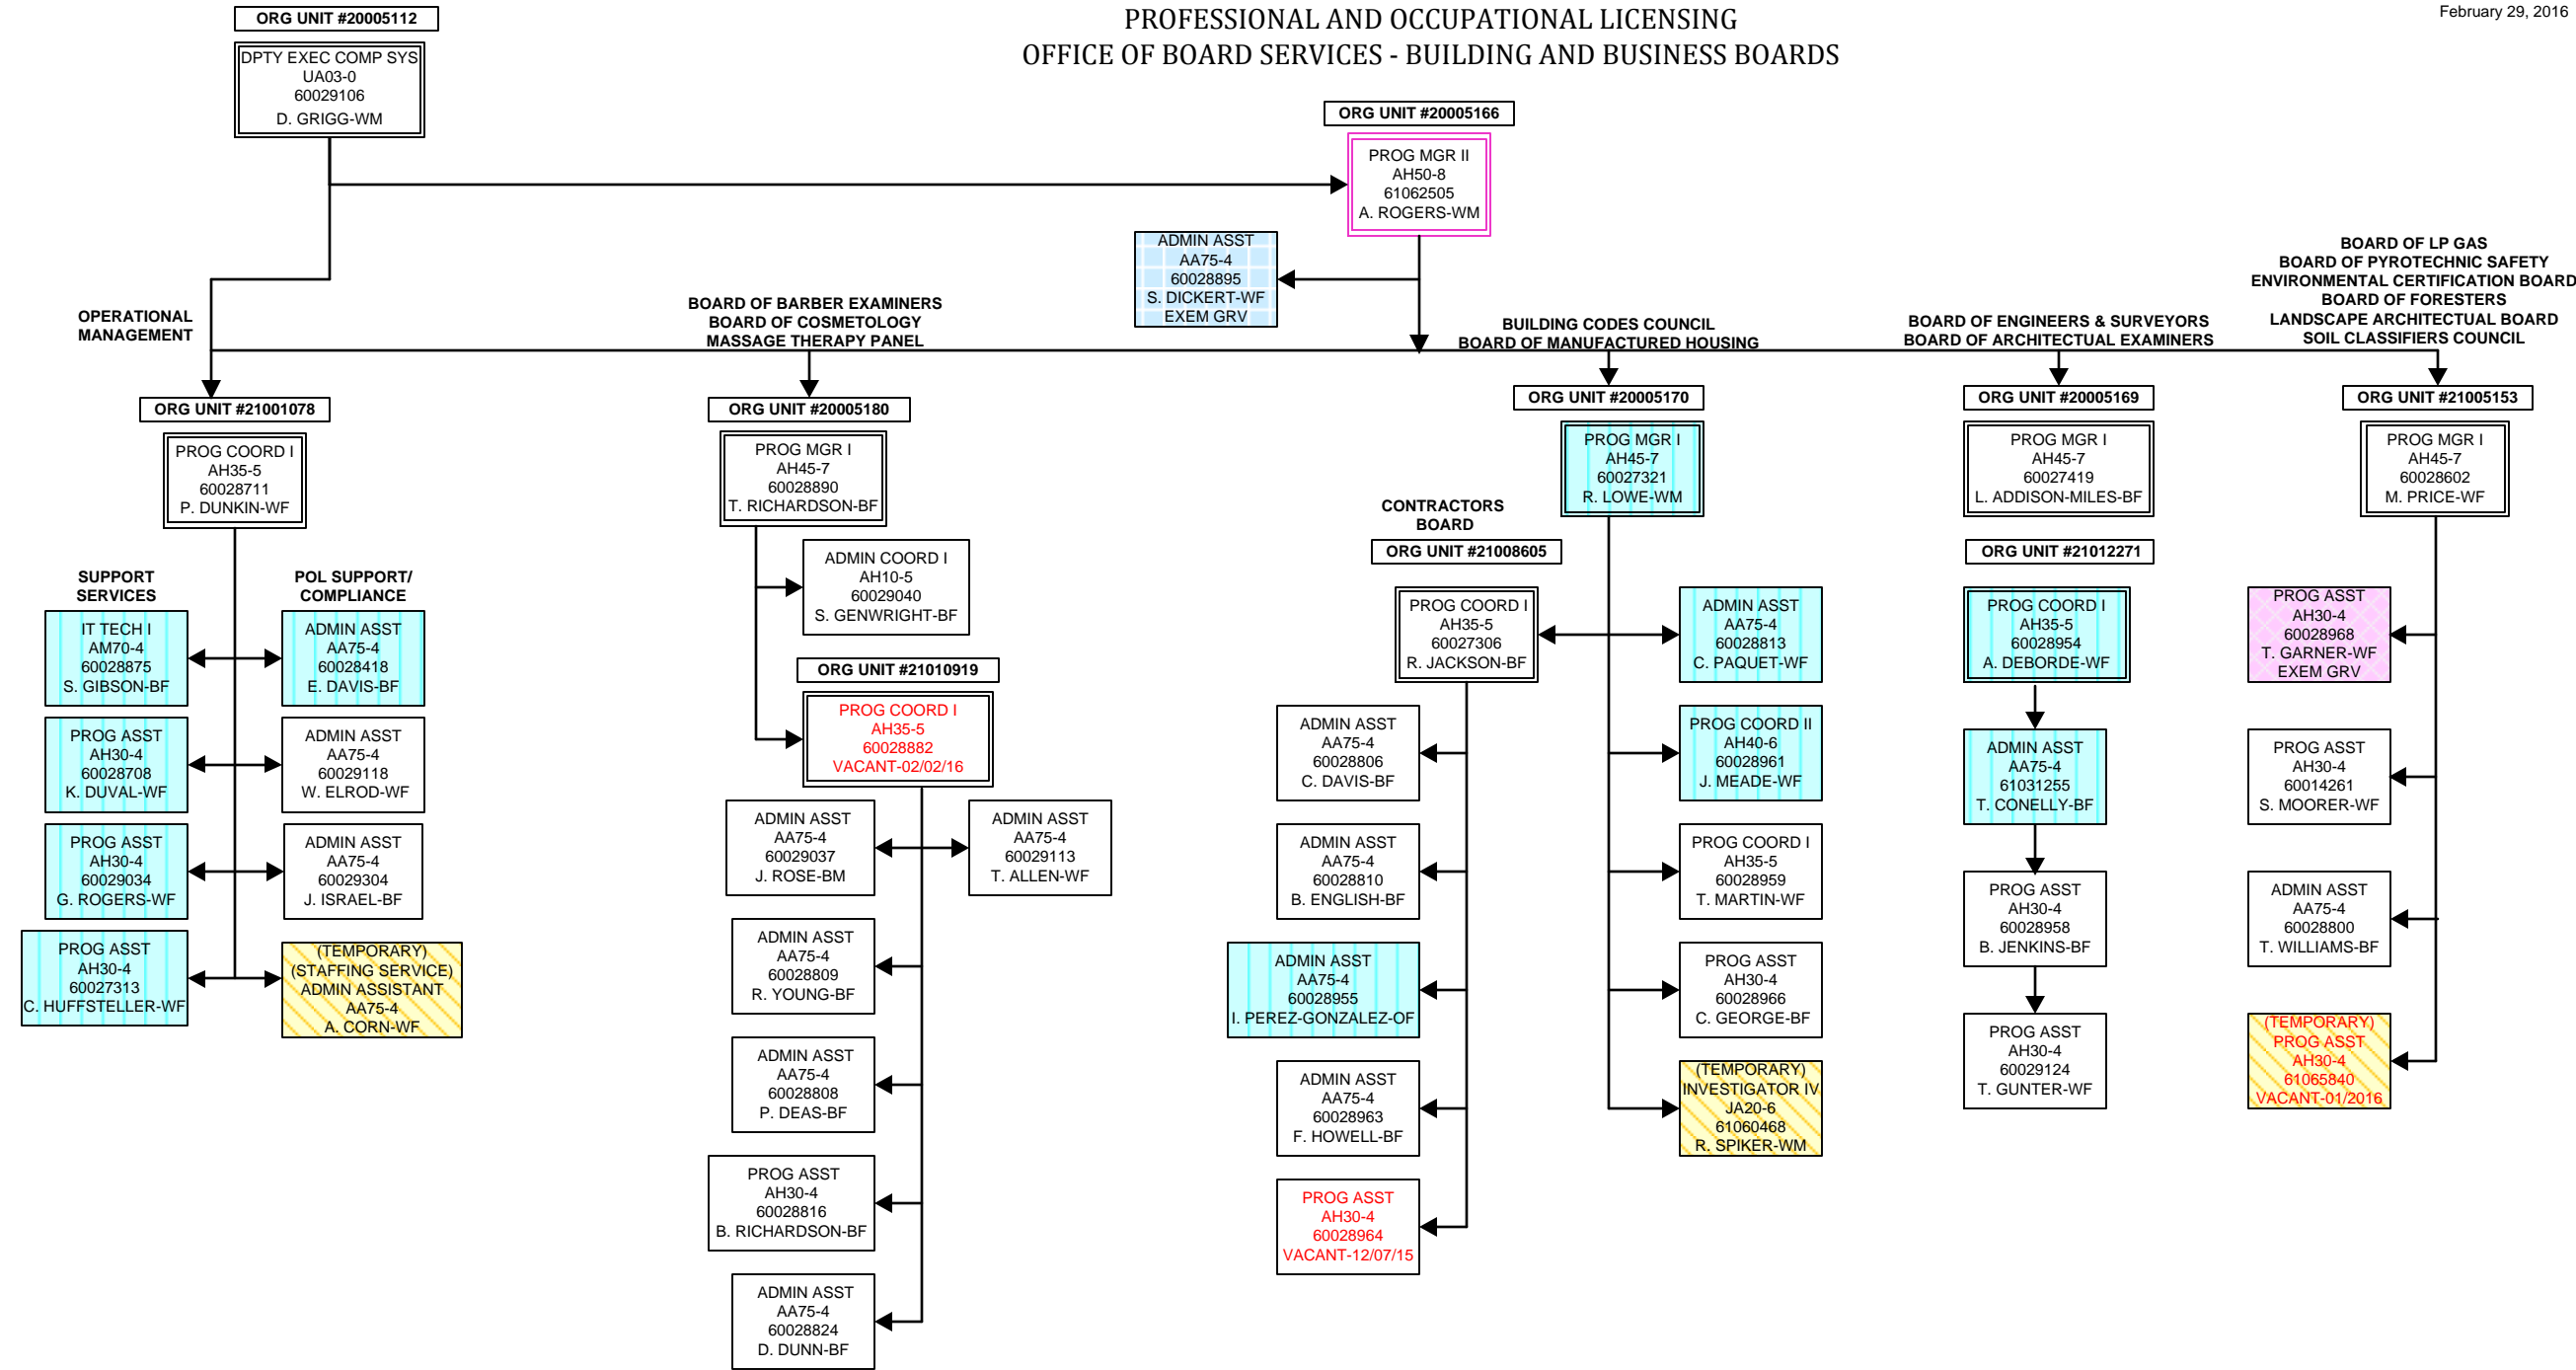 February 29, 2016
PROFESSIONAL AND OCCUPATIONAL LICENSING
OFFICE OF BOARD SERVICES - BUILDING AND BUSINESS BOARDS
ORG UNIT #20005112
DPTY EXEC COMP SYS
UA03-0
60029106
D. GRIGG-WM
ORG UNIT #20005166
PROG MGR II
AH50-8
61062505
A. ROGERS-WM
ADMIN ASST
AA75-4
60028895
S. DICKERT-WF
EXEM GRV
OPERATIONAL
MANAGEMENT
ORG UNIT #21001078
PROG COORD I
AH35-5
60028711
P. DUNKIN-WF
SUPPORT
SERVICES
IT TECH I
AM70-4
60028875
S. GIBSON-BF
PROG ASST
AH30-4
60028708
K. DUVAL-WF
PROG ASST
AH30-4
60029034
G. ROGERS-WF
PROG ASST
AH30-4
60027313
C. HUFFSTELLER-WF
POL SUPPORT/
COMPLIANCE
ADMIN ASST
AA75-4
60028418
E. DAVIS-BF
ADMIN ASST
AA75-4
60029118
W. ELROD-WF
ADMIN ASST
AA75-4
60029304
J. ISRAEL-BF
(TEMPORARY)
(STAFFING SERVICE)
ADMIN ASSISTANT
AA75-4
A. CORN-WF
BOARD OF BARBER EXAMINERS
BOARD OF COSMETOLOGY
MASSAGE THERAPY PANEL
ORG UNIT #20005180
PROG MGR I
AH45-7
60028890
T. RICHARDSON-BF
ADMIN COORD I
AH10-5
60029040
S. GENWRIGHT-BF
ORG UNIT #21010919
PROG COORD I
AH35-5
60028882
VACANT-02/02/16
ADMIN ASST
AA75-4
60029037
J. ROSE-BM
ADMIN ASST
AA75-4
60029113
T. ALLEN-WF
ADMIN ASST
AA75-4
60028809
R. YOUNG-BF
ADMIN ASST
AA75-4
60028808
P. DEAS-BF
PROG ASST
AH30-4
60028816
B. RICHARDSON-BF
ADMIN ASST
AA75-4
60028824
D. DUNN-BF
BUILDING CODES COUNCIL
BOARD OF MANUFACTURED HOUSING
ORG UNIT #20005170
PROG MGR I
AH45-7
60027321
R. LOWE-WM
CONTRACTORS
BOARD
ORG UNIT #21008605
PROG COORD I
AH35-5
60027306
R. JACKSON-BF
ADMIN ASST
AA75-4
60028806
C. DAVIS-BF
ADMIN ASST
AA75-4
60028810
B. ENGLISH-BF
ADMIN ASST
AA75-4
60028955
I. PEREZ-GONZALEZ-OF
ADMIN ASST
AA75-4
60028963
F. HOWELL-BF
PROG ASST
AH30-4
60028964
VACANT-12/07/15
ADMIN ASST
AA75-4
60028813
C. PAQUET-WF
PROG COORD II
AH40-6
60028961
J. MEADE-WF
PROG COORD I
AH35-5
60028959
T. MARTIN-WF
PROG ASST
AH30-4
60028966
C. GEORGE-BF
(TEMPORARY)
INVESTIGATOR IV
JA20-6
61060468
R. SPIKER-WM
BOARD OF ENGINEERS & SURVEYORS
BOARD OF ARCHITECTUAL EXAMINERS
ORG UNIT #20005169
PROG MGR I
AH45-7
60027419
L. ADDISON-MILES-BF
ORG UNIT #21012271
PROG COORD I
AH35-5
60028954
A. DEBORDE-WF
ADMIN ASST
AA75-4
61031255
T. CONELLY-BF
PROG ASST
AH30-4
60028958
B. JENKINS-BF
PROG ASST
AH30-4
60029124
T. GUNTER-WF
BOARD OF LP GAS
BOARD OF PYROTECHNIC SAFETY
ENVIRONMENTAL CERTIFICATION BOARD
BOARD OF FORESTERS
LANDSCAPE ARCHITECTUAL BOARD
SOIL CLASSIFIERS COUNCIL
ORG UNIT #21005153
PROG MGR I
AH45-7
60028602
M. PRICE-WF
PROG ASST
AH30-4
60028968
T. GARNER-WF
EXEM GRV
PROG ASST
AH30-4
60014261
S. MOORER-WF
ADMIN ASST
AA75-4
60028800
T. WILLIAMS-BF
(TEMPORARY)
PROG ASST
AH30-4
61065840
VACANT-01/2016